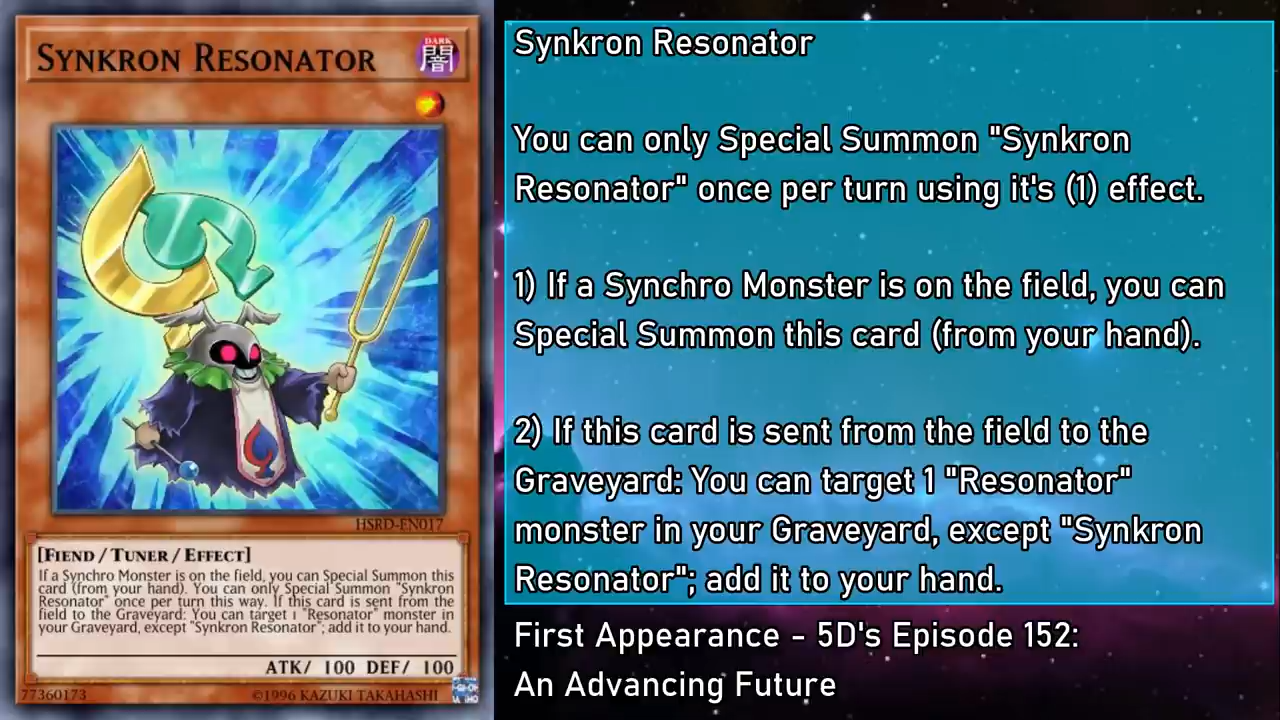 SYNKRON RESONATOR
DARK
闇
HSRD-EN017
[FIEND / TUNER / EFFECT]
If a Synchro Monster is on the field, you can Special Summon this
card (from your hand). You can only Special Summon "Synkron
Resonator" once per turn this way. If this card is sent from the
field to the Graveyard: You can target 1 "Resonator" monster in
your Graveyard, except "Synkron Resonator"; add it to your hand.
ATK/ 100 DEF/ 100
77360173
©1996 KAZUKI TAKAHASHI
Synkron Resonator
You can only Special Summon "Synkron
Resonator" once per turn using it's (1) effect.
1) If a Synchro Monster is on the field, you can
Special Summon this card (from your hand).
2) If this card is sent from the field to the
Graveyard: You can target 1 "Resonator"
monster in your Graveyard, except "Synkron
Resonator"; add it to your hand.
First Appearance - 5D's Episode 152:
An Advancing Future